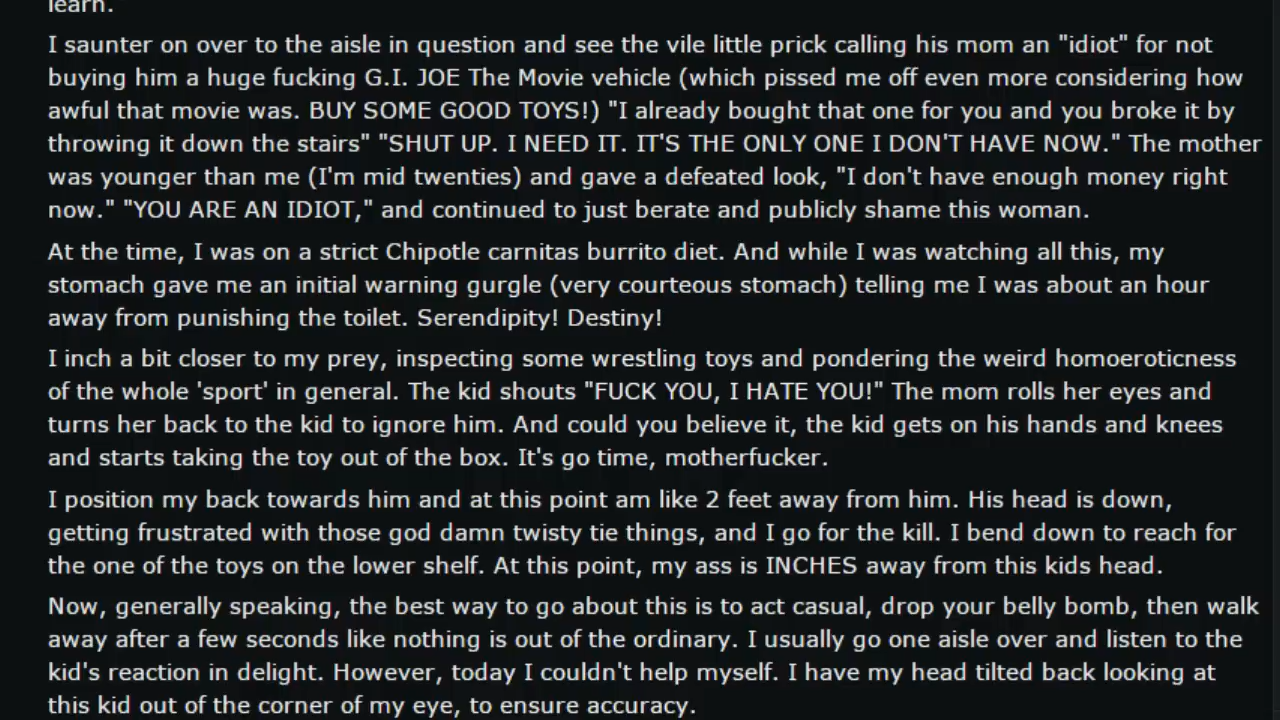 learn.
I saunter on over to the aisle in question and see the vile little prick calling his mom an "idiot" for not
buying him a huge fucking G.I. JOE The Movie vehicle (which pissed me off even more considering how
awful that movie was. BUY SOME GOOD TOYS!) "I already bought that one for you and you broke it by
throwing it down the stairs" "SHUT UP. I NEED IT. IT'S THE ONLY ONE I DON'T HAVE NOW." The mother
was younger than me (I'm mid twenties) and gave a defeated look, "I don't have enough money right
now." "YOU ARE AN IDIOT," and continued to just berate and publicly shame this woman.
At the time, I was on a strict Chipotle carnitas burrito diet. And while I was watching all this, my
stomach gave me an initial warning gurgle (very courteous stomach) telling me I was about an hour
away from punishing the toilet. Serendipity! Destiny!
I inch a bit closer to my prey, inspecting some wrestling toys and pondering the weird homoeroticness
of the whole 'sport' in general. The kid shouts "FUCK YOU, I HATE YOU!" The mom rolls her eyes and
turns her back to the kid to ignore him. And could you believe it, the kid gets on his hands and knees
and starts taking the toy out of the box. It's go time, motherfucker.
I position my back towards him and at this point am like 2 feet away from him. His head is down,
getting frustrated with those god damn twisty tie things, and I go for the kill. I bend down to reach for
the one of the toys on the lower shelf. At this point, my ass is INCHES away from this kids head.
Now, generally speaking, the best way to go about this is to act casual, drop your belly bomb, then walk
away after a few seconds like nothing is out of the ordinary. I usually go one aisle over and listen to the
kid's reaction in delight. However, today I couldn't help myself. I have my head tilted back looking at
this kid out of the corner of my eye, to ensure accuracy.